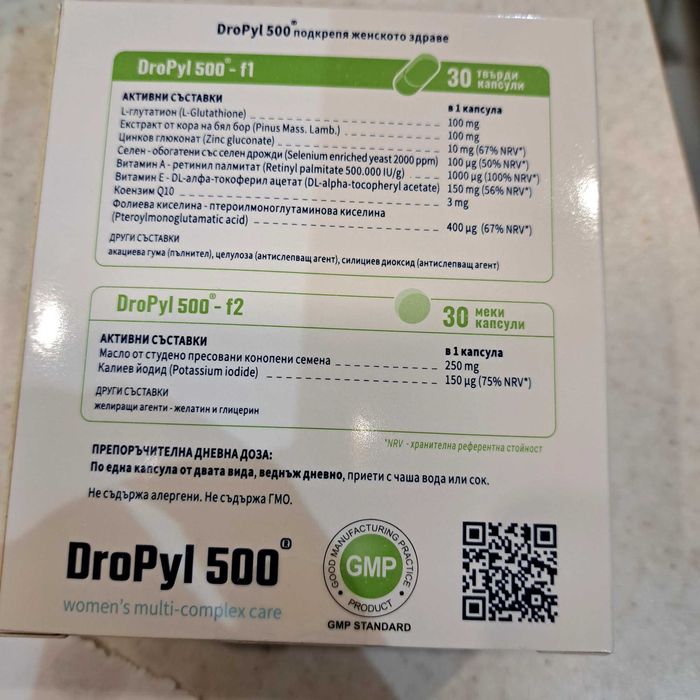 DroPyl 500® подкрепя женското здраве
DroPyl 500®- f1
30 твърди капсули
АКТИВНИ СЪСТАВКИ в 1 капсула
L-глутатион (L-Glutathione) 100 mg
Екстракт от кора на бял бор (Pinus Mass. Lamb.) 100 mg
Цинков глюконат (Zinc gluconate) 10 mg (67% NRV*)
Селен - обогатени със селен дрожди (Selenium enriched yeast 2000 ppm) 100 µg (50% NRV*)
Витамин А - ретинил палмитат (Retinyl palmitate 500.000 IU/g) 1000 µg (100% NRV*)
Витамин Е - DL-алфа-токоферил ацетат (DL-alpha-tocopheryl acetate) 150 mg (56% NRV*)
Коензим Q10 3 mg
Фолиева киселина - птероилмоноглутаминова киселина
(Pteroylmonoglutamatic acid) 400 µg (67% NRV*)
ДРУГИ СЪСТАВКИ
акациева гума (пълнител), целулоза (антислепващ агент), силициев диоксид (антислепващ агент)
DroPyl 500®- f2
30 меки капсули
АКТИВНИ СЪСТАВКИ в 1 капсула
Масло от студено пресовани конопени семена 250 mg
Калиев йодид (Potassium iodide) 150 µg (75% NRV*)
ДРУГИ СЪСТАВКИ
желиращи агенти - желатин и глицерин
*NRV - хранителна референтна стойност
ПРЕПОРЪЧИТЕЛНА ДНЕВНА ДОЗА:
По една капсула от двата вида, веднъж дневно, приети с чаша вода или сок.
Не съдържа алергени. Не съдържа ГМО.
DroPyl 500®
women's multi-complex care
GOOD MANUFACTURING PRACTICE
GMP
PRODUCT
GMP STANDARD